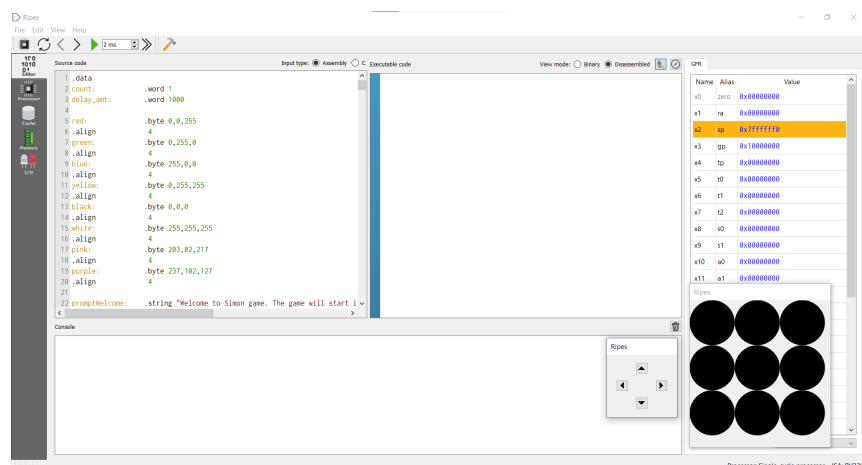 Ripes
File Edit View Help
2 ms
Editor
Processor
Cache
Memory
I/O
Source code
Input type: Assembly C
Executable code
View mode: Binary Disassembled
1 .data
2 count: .word 1
3 delay_amt: .word 1000
4
5 red: .byte 0,0,255
6 .align 4
7 green: .byte 0,255,0
8 .align 4
9 blue: .byte 255,0,0
10 .align 4
11 yellow: .byte 0,255,255
12 .align 4
13 black: .byte 0,0,0
14 .align 4
15 white: .byte 255,255,255
16 .align 4
17 pink: .byte 203,82,217
18 .align 4
19 purple: .byte 237,102,127
20 .align 4
21
22 promptWelcome: .string "Welcome to Simon game. The game will start i
Console
Ripes
GPR
Name Alias Value
x0 zero 0x00000000
x1 ra 0x00000000
x2 sp 0x7ffffff0
x3 gp 0x10000000
x4 tp 0x00000000
x5 t0 0x00000000
x6 t1 0x00000000
x7 t2 0x00000000
x8 s0 0x00000000
x9 s1 0x00000000
x10 a0 0x00000000
x11 a1 0x00000000
Ripes